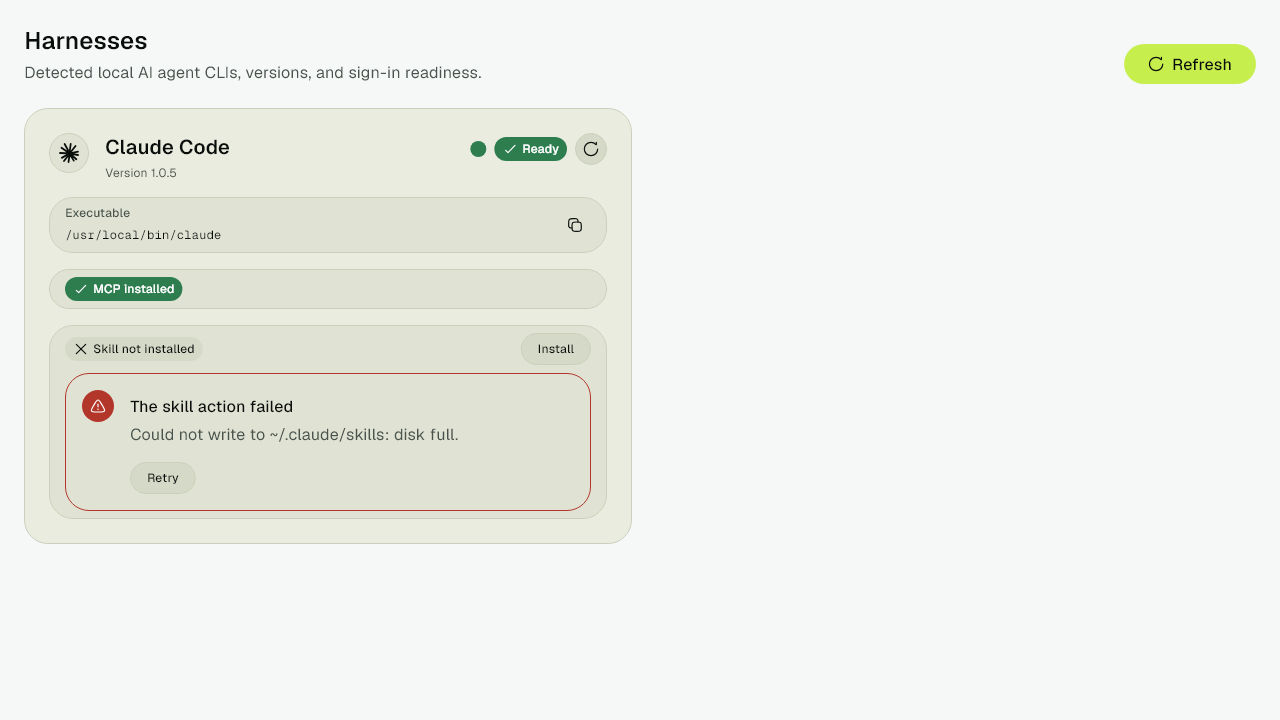 Harnesses
Detected local AI agent CLIs, versions, and sign-in readiness.
Refresh
Claude Code
Version 1.0.5
Ready
Executable
/usr/local/bin/claude
MCP installed
Skill not installed
Install
The skill action failed
Could not write to ~/.claude/skills: disk full.
Retry